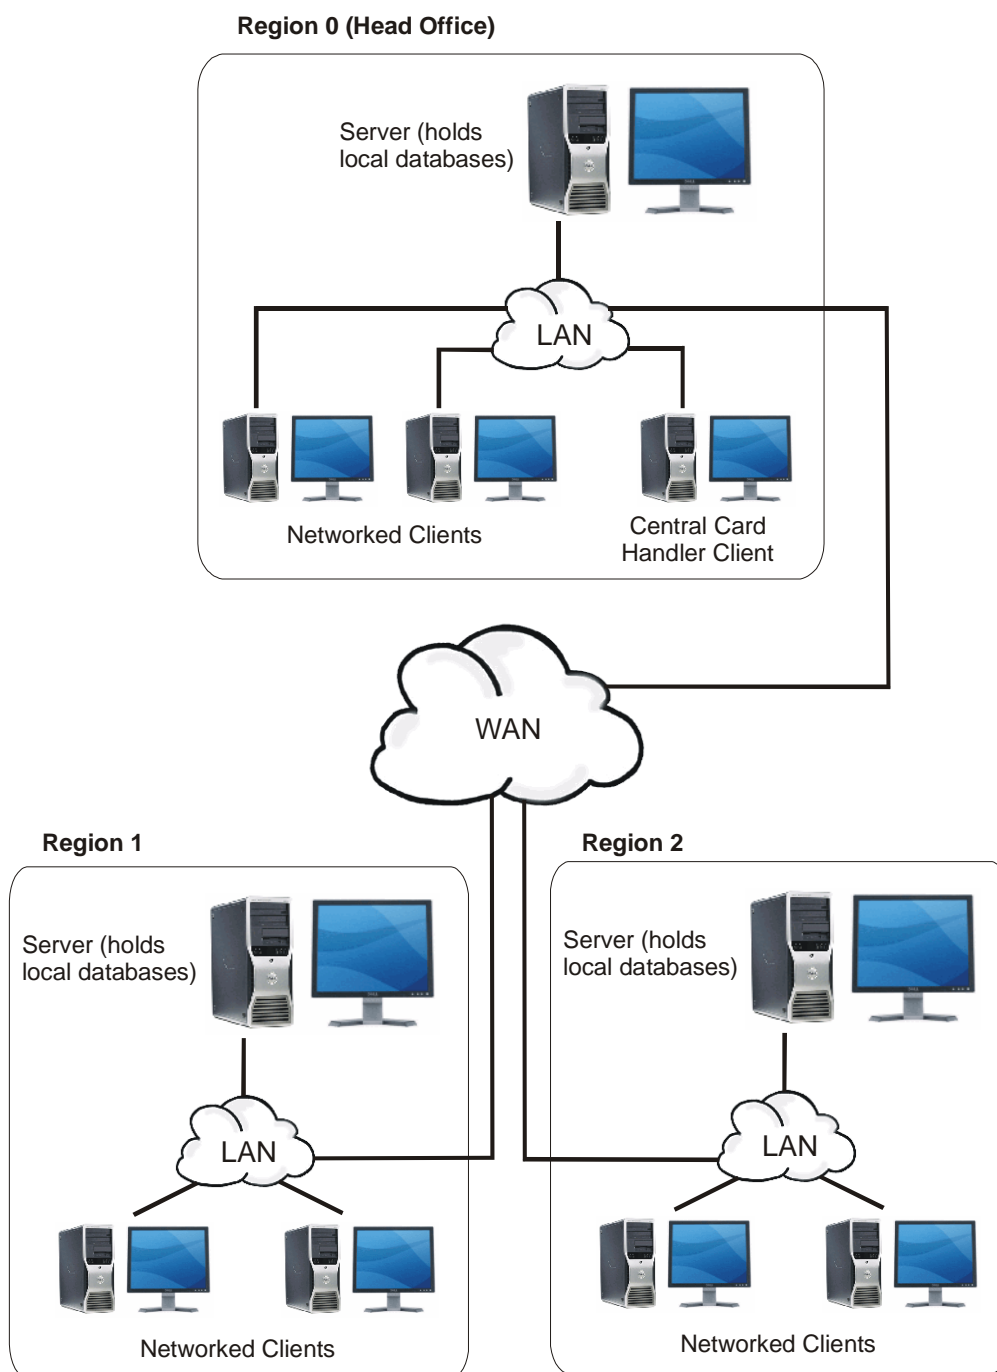 Region 0 (Head Office)
Server (holds
local databases)
LAN
Networked Clients
Central Card
Handler Client
WAN
Region 1
Server (holds
local databases)
LAN
Networked Clients
Region 2
Server (holds
local databases)
LAN
Networked Clients